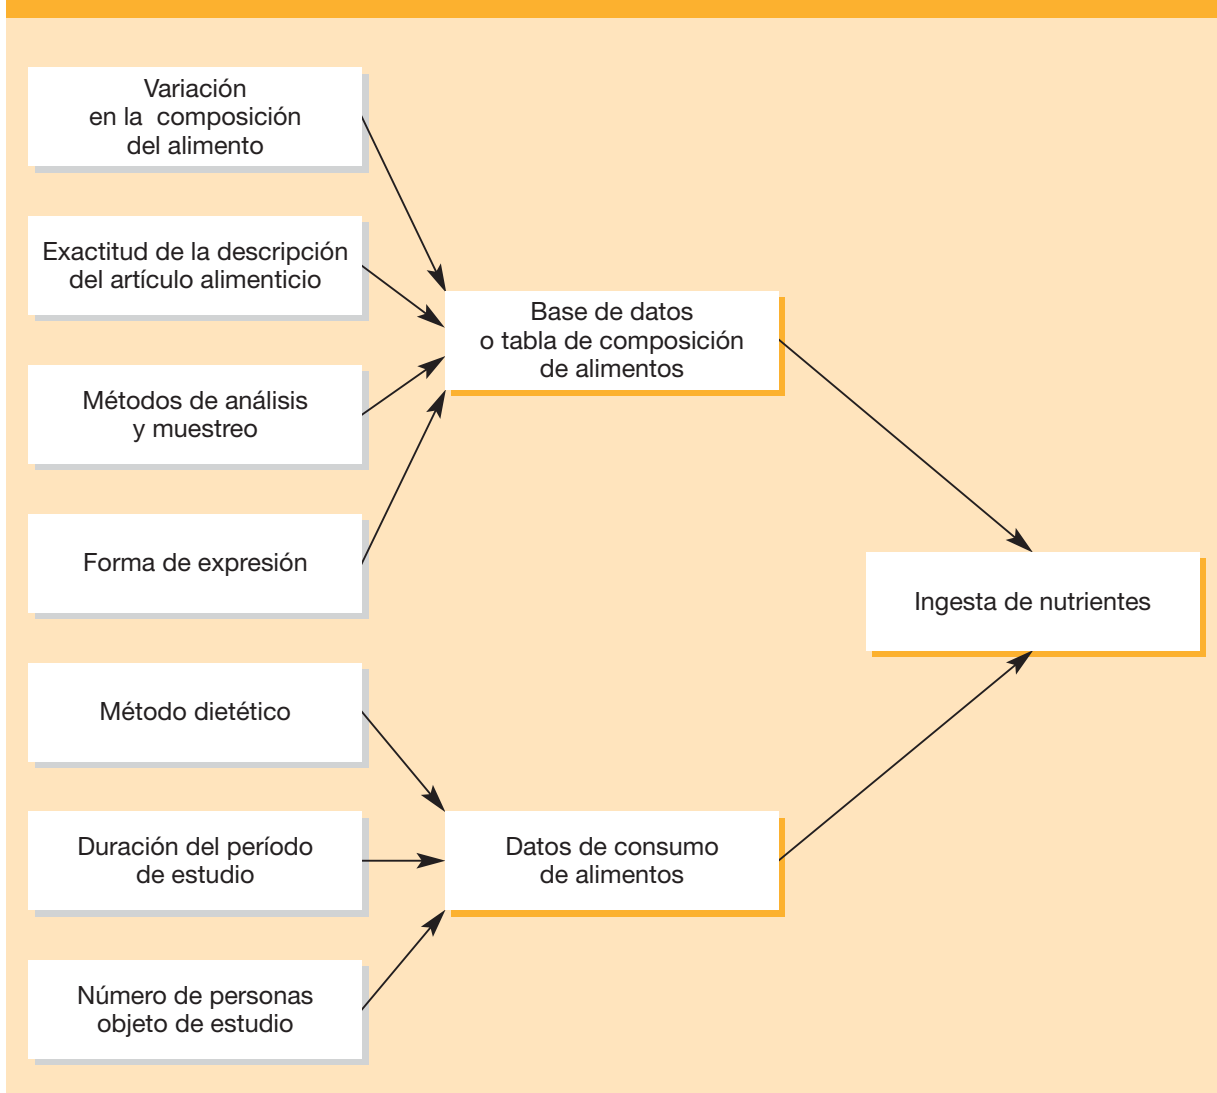 Variación
en la composición
del alimento
Exactitud de la descripción
del artículo alimenticio
Métodos de análisis
y muestreo
Forma de expresión
Método dietético
Duración del período
de estudio
Número de personas
objeto de estudio
Base de datos
o tabla de composición
de alimentos
Datos de consumo
de alimentos
Ingesta de nutrientes